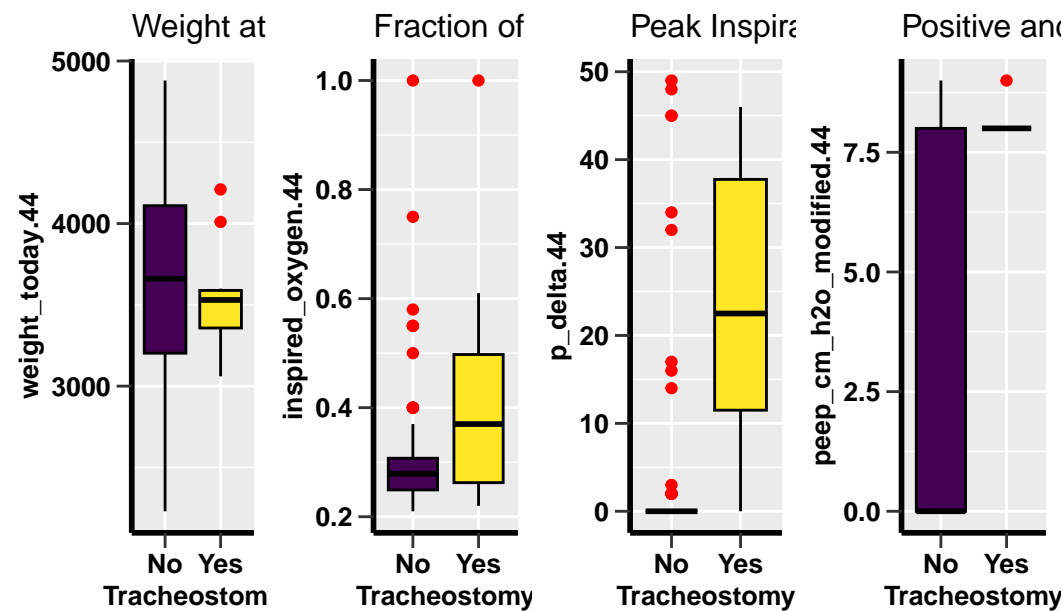 Weight at
5000
4000
3000
weight_today.44
No Yes
Tracheostom
Fraction of
1.0
0.8
0.6
0.4
0.2
inspired_oxygen.44
No Yes
Tracheostomy
Peak Inspira
50
40
30
20
10
0
p_delta.44
No Yes
Tracheostomy
Positive and
7.5
5.0
2.5
0.0
peep_cm_h2o_modified.44
No Yes
Tracheostomy